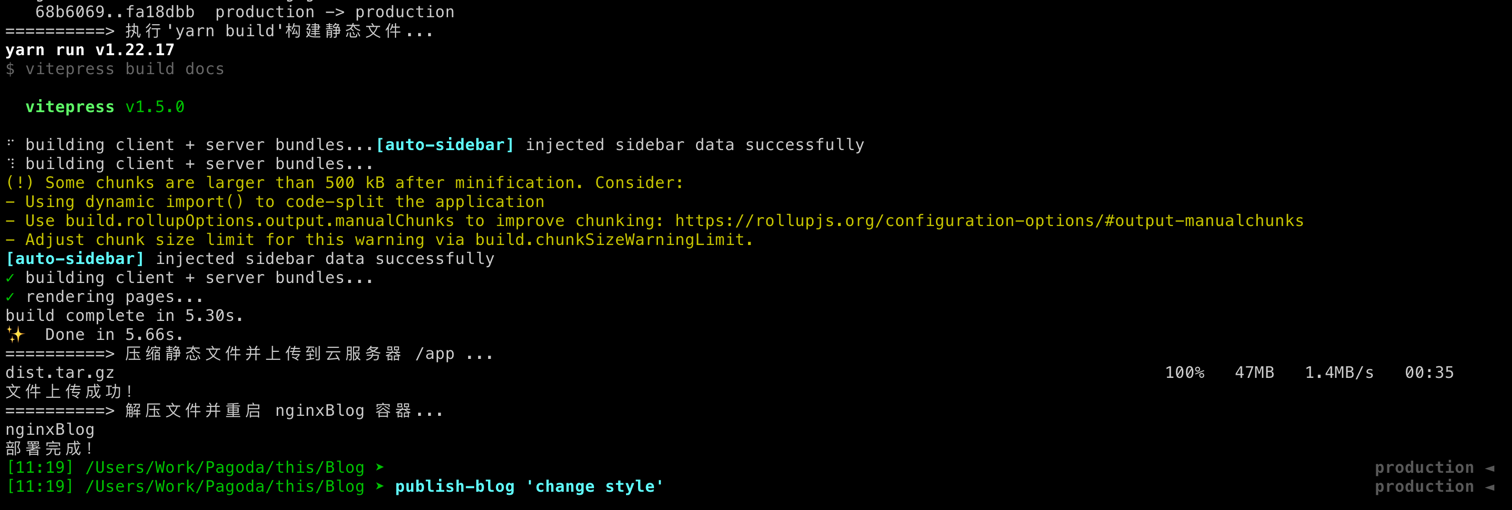 68b6069..fa18dbb  production -> production
==========> 执行'yarn build'构建静态文件...
yarn run v1.22.17
$ vitepress build docs
vitepress v1.5.0
⠋ building client + server bundles...[auto-sidebar] injected sidebar data successfully
⠹ building client + server bundles...
(!) Some chunks are larger than 500 kB after minification. Consider:
- Using dynamic import() to code-split the application
- Use build.rollupOptions.output.manualChunks to improve chunking: https://rollupjs.org/configuration-options/#output-manualchunks
- Adjust chunk size limit for this warning via build.chunkSizeWarningLimit.
[auto-sidebar] injected sidebar data successfully
✓ building client + server bundles...
✓ rendering pages...
build complete in 5.30s.
✨  Done in 5.66s.
==========> 压缩静态文件并上传到云服务器 /app ...
dist.tar.gz 100% 47MB 1.4MB/s 00:35
文件上传成功！
==========> 解压文件并重启 nginxBlog 容器...
nginxBlog
部署完成！
[11:19] /Users/Work/Pagoda/this/Blog ➤ production ◄
[11:19] /Users/Work/Pagoda/this/Blog ➤ publish-blog 'change style' production ◄